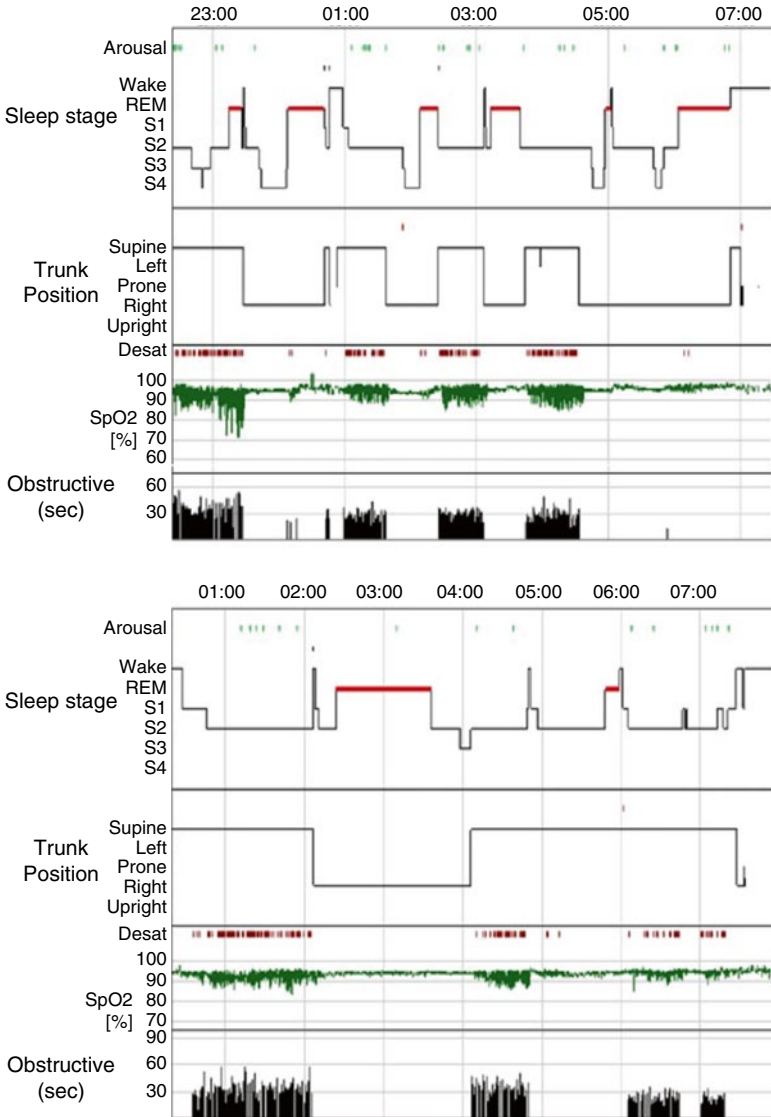 23:00 01:00 03:00 05:00 07:00
Arousal
Wake
REM
Sleep stage
S1
S2
S3
S4
Supine
Left
Trunk
Position
Prone
Right
Upright
Desat
100
90
SpO2
80
[%]
70
60
Obstructive
(sec)
60
30
01:00 02:00 03:00 04:00 05:00 06:00 07:00
Arousal
Wake
REM
Sleep stage
S1
S2
S3
S4
Supine
Left
Trunk
Position
Prone
Right
Upright
Desat
100
90
SpO2
80
[%]
70
90
Obstructive
(sec)
60
30